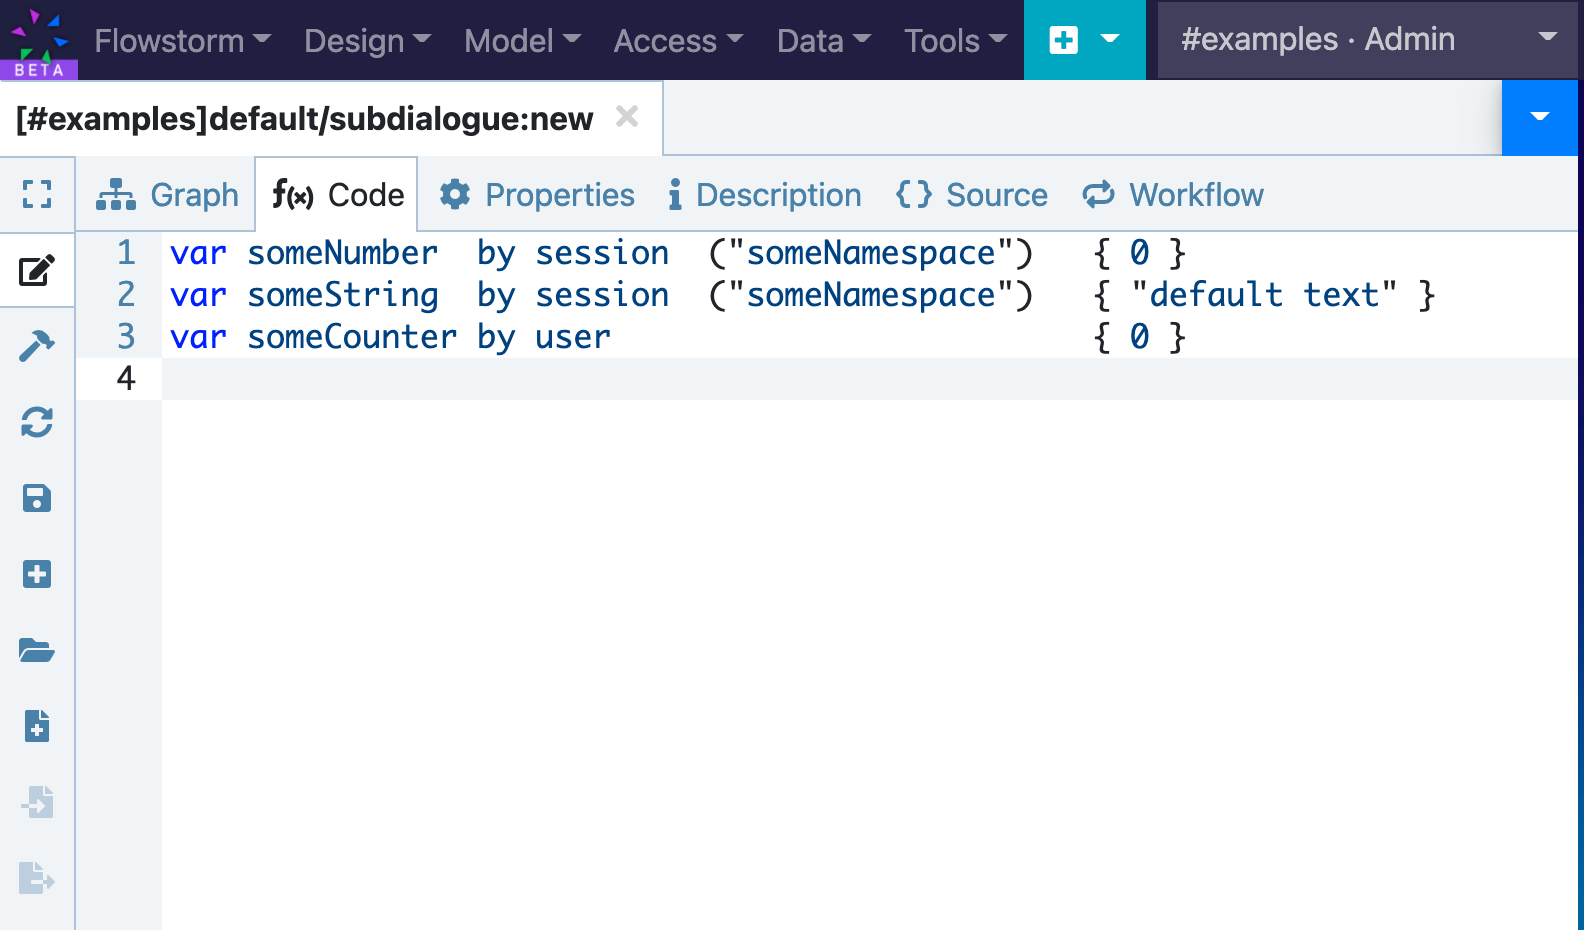 BETA Flowstorm Design Model Access Data Tools #examples · Admin
[#examples]default/subdialogue:new ×
Graph f(x) Code Properties i Description {} Source Workflow
1 var someNumber  by session  ("someNamespace")   { 0 }
2 var someString  by session  ("someNamespace")   { "default text" }
3 var someCounter by user                         { 0 }
4